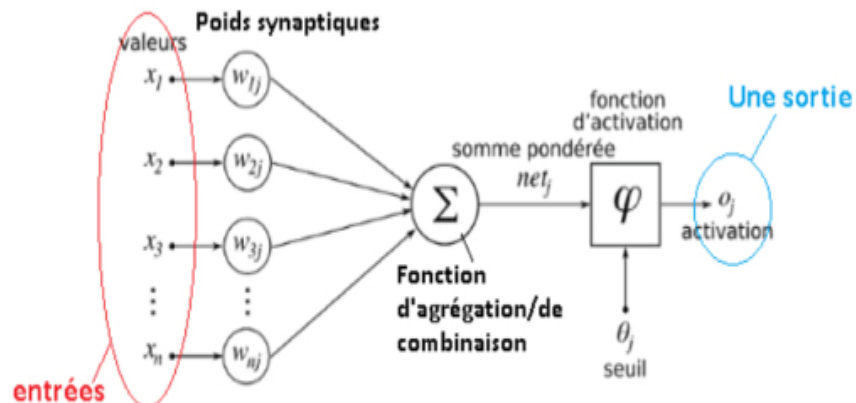 Poids synaptiques
valeurs
x1
w1j
x2
w2j
x3
w3j
xn
wnj
Σ
Fonction
d'agrégation/de
combinaison
somme pondérée
netj
fonction
d'activation
φ
θj
seuil
Une sortie
oj
activation
entrées